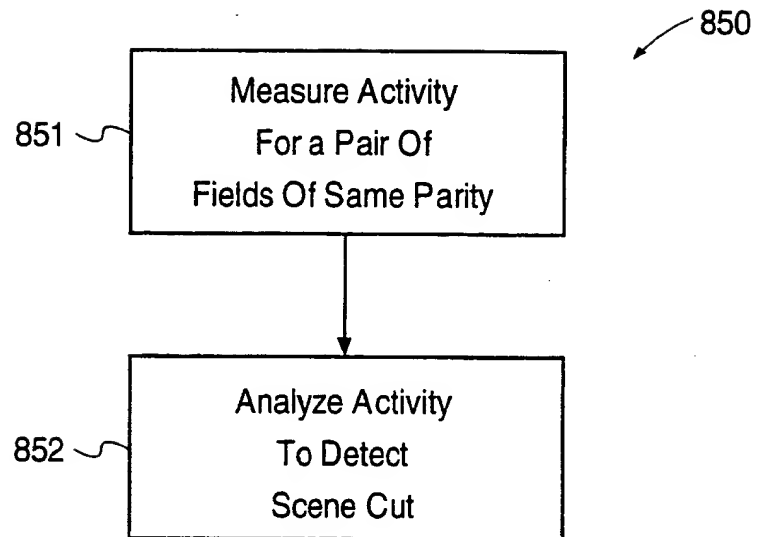 850
851
Measure Activity
For a Pair Of
Fields Of Same Parity
852
Analyze Activity
To Detect
Scene Cut